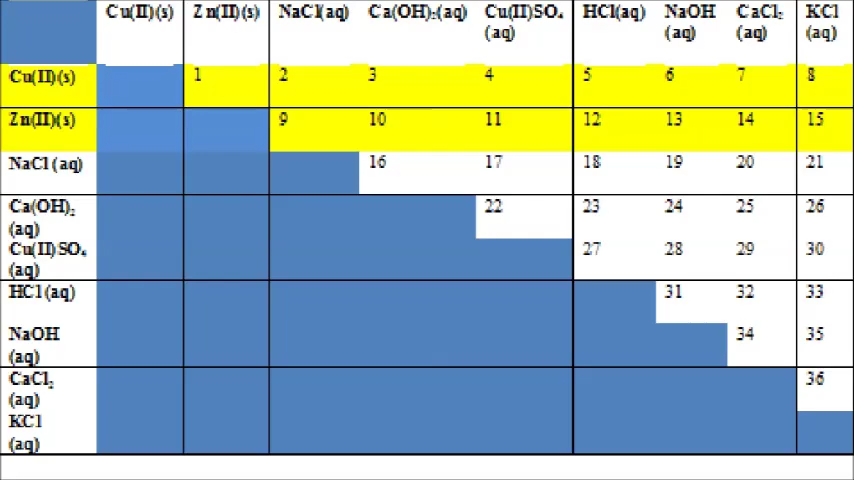 Cu(II)(s) Zn(II)(s) NaCl(aq) Ca(OH)₂(aq) Cu(II)SO₄ HCl(aq) NaOH CaCl₂ KCl
(aq) (aq) (aq) (aq)
Cu(II)(s) 1 2 3 4 5 6 7 8
Zn(II)(s) 9 10 11 12 13 14 15
NaCl (aq) 16 17 18 19 20 21
Ca(OH)₂ 22 23 24 25 26
(aq)
Cu(II)SO₄ 27 28 29 30
(aq)
HCl (aq) 31 32 33
NaOH 34 35
(aq)
CaCl₂ 36
(aq)
KCl
(aq)